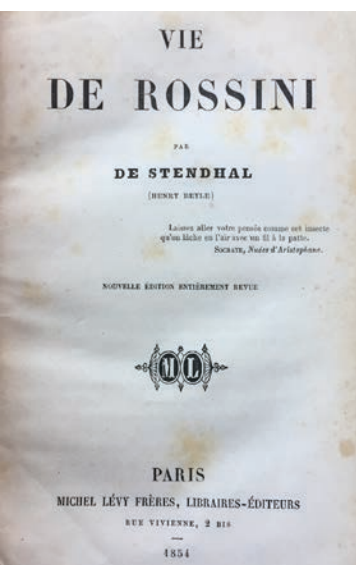 VIE
DE ROSSINI
PAR
DE STENDHAL
(HENRY BEYLE)
Laissez aller votre pensée comme cet insecte
qu'on lâche en l'air avec un fil à la patte.
SOCRATE, Nuées d'Aristophane.
NOUVELLE ÉDITION ENTIÈREMENT REVUE
ML
PARIS
MICHEL LÉVY FRÈRES, LIBRAIRES-ÉDITEURS
RUE VIVIENNE, 2 BIS
1854